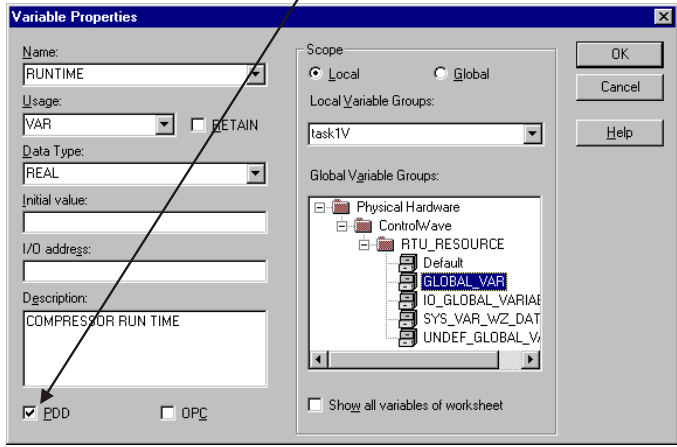 Variable Properties
Name:
RUNTIME
Usage:
VAR
RETAIN
Data Type:
REAL
Initial value:
I/O address:
Description:
COMPRESSOR RUN TIME
PDD
OPC
Scope
Local
Global
Local Variable Groups:
task1V
Global Variable Groups:
Physical Hardware
ControlWave
RTU_RESOURCE
Default
GLOBAL_VAR
IO_GLOBAL_VARIAB
SYS_VAR_WZ_DAT
UNDEF_GLOBAL_VA
Show all variables of worksheet
OK
Cancel
Help